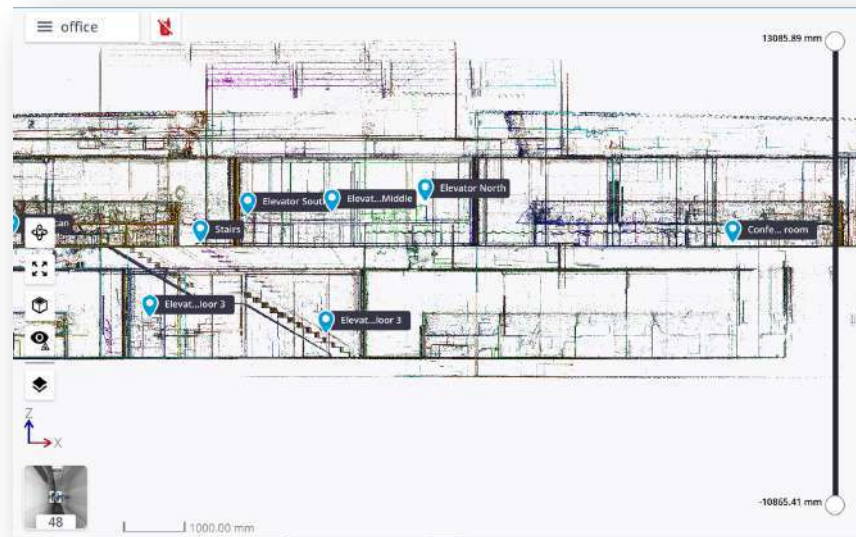 office
13085.89 mm
Elevator North
Elevat...Middle
Elevator Sout
Stairs
Confe... room
Elevat...loor 3
Elevat...loor 3
Z
X
48
1000.00 mm
-10865.41 mm